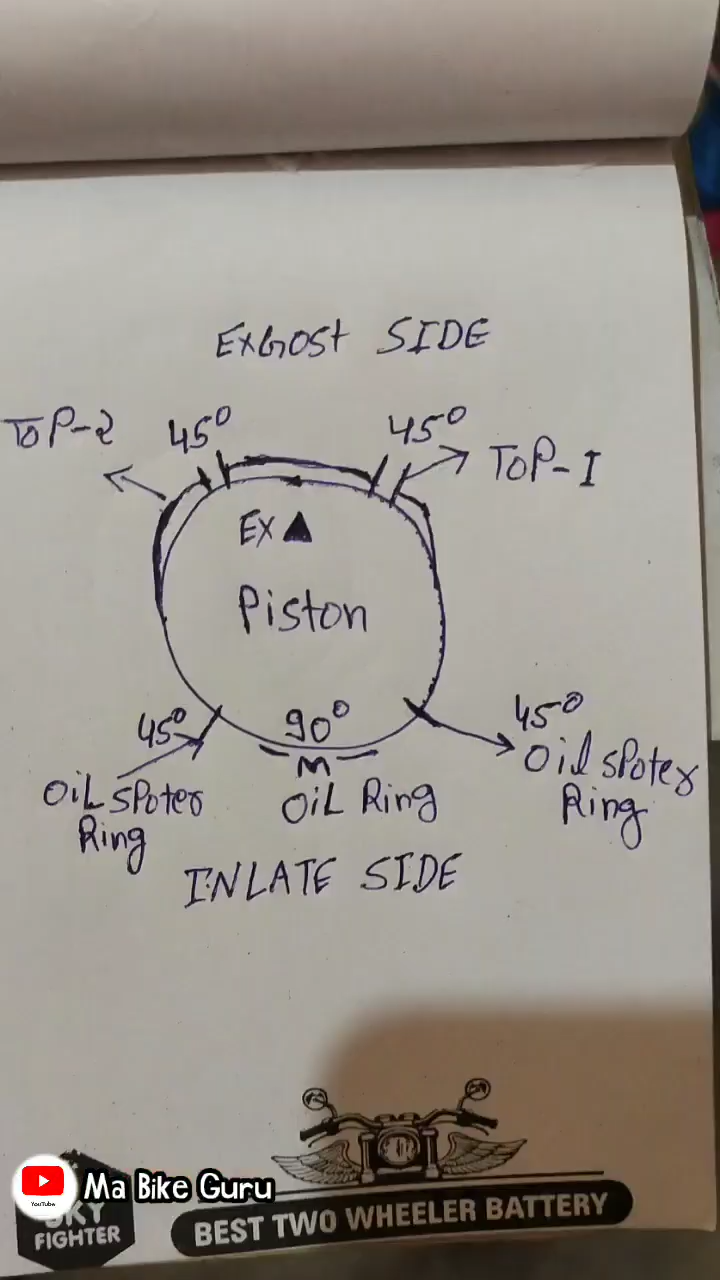 ExGost SIDE
ToP-2
45°
45°
ToP-I
Ex ▲
Piston
45°
90°
45°
OiL sPoter
Ring
M
OiL Ring
Oil sPoter
Ring
INLATE SIDE
Ma Bike Guru
YouTube
SKY
FIGHTER
BEST TWO WHEELER BATTERY